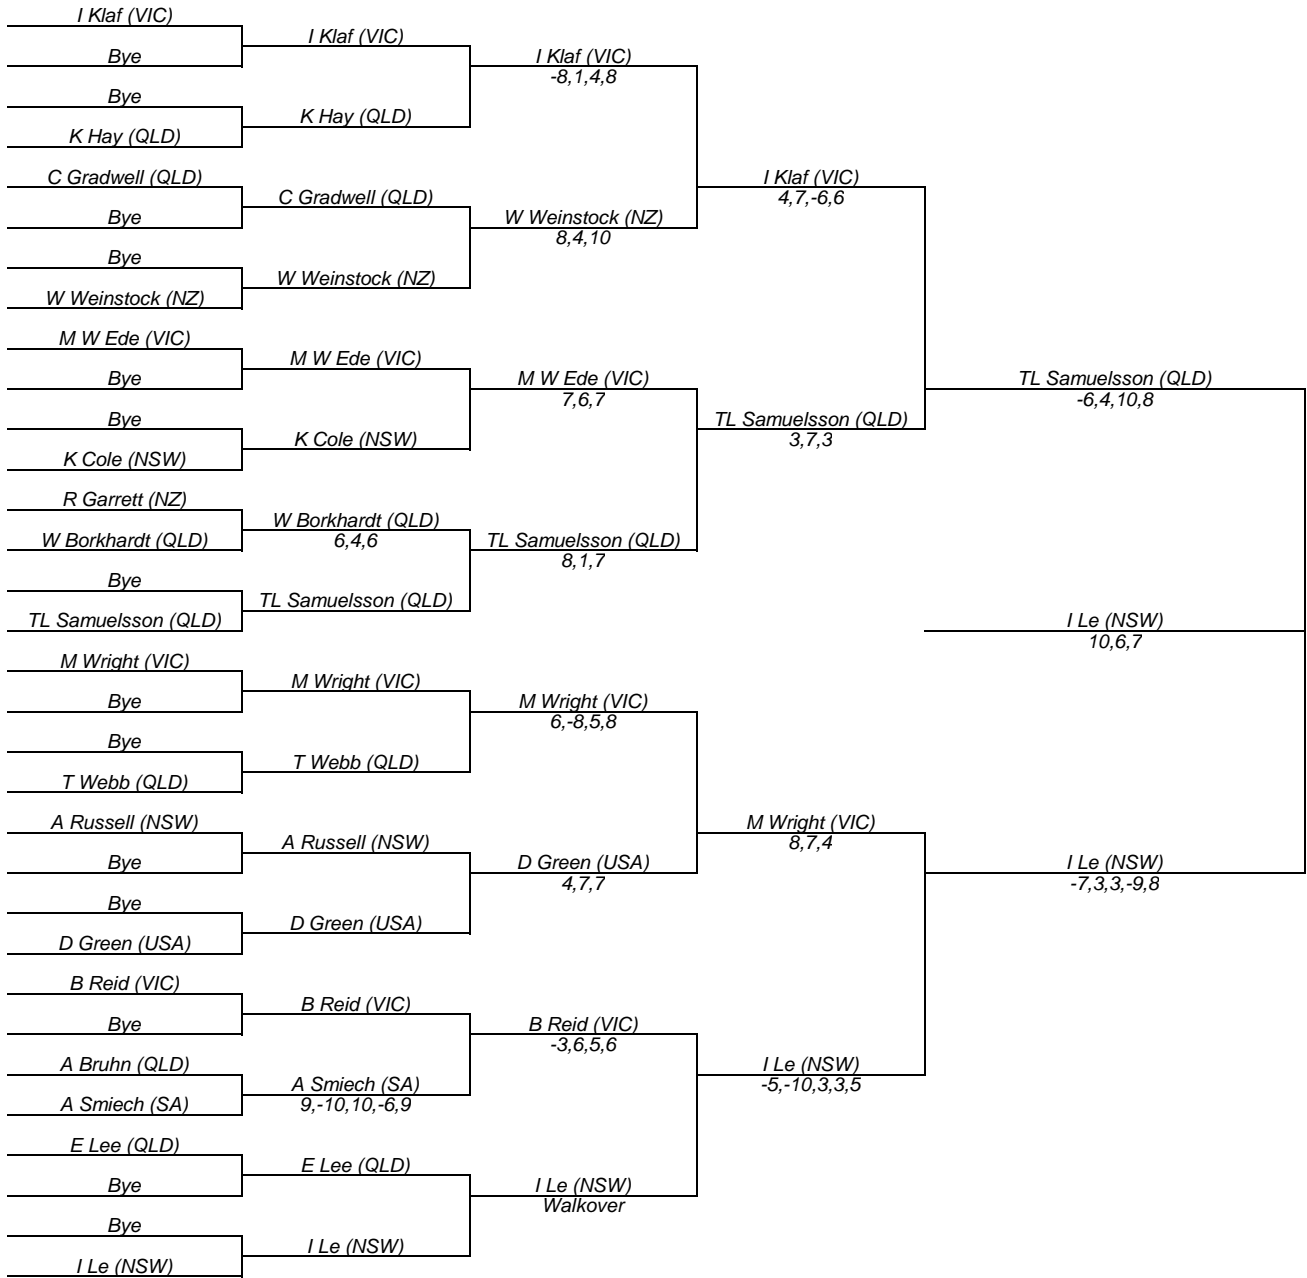 I Klaf (VIC)
Bye
Bye
K Hay (QLD)
C Gradwell (QLD)
Bye
Bye
W Weinstock (NZ)
M W Ede (VIC)
Bye
Bye
K Cole (NSW)
R Garrett (NZ)
W Borkhardt (QLD)
Bye
TL Samuelsson (QLD)
M Wright (VIC)
Bye
Bye
T Webb (QLD)
A Russell (NSW)
Bye
Bye
D Green (USA)
B Reid (VIC)
Bye
A Bruhn (QLD)
A Smiech (SA)
E Lee (QLD)
Bye
Bye
I Le (NSW)
I Klaf (VIC)
K Hay (QLD)
C Gradwell (QLD)
W Weinstock (NZ)
M W Ede (VIC)
K Cole (NSW)
W Borkhardt (QLD)
6,4,6
TL Samuelsson (QLD)
M Wright (VIC)
T Webb (QLD)
A Russell (NSW)
D Green (USA)
B Reid (VIC)
A Smiech (SA)
9,-10,10,-6,9
E Lee (QLD)
I Le (NSW)
I Klaf (VIC)
-8,1,4,8
W Weinstock (NZ)
8,4,10
M W Ede (VIC)
7,6,7
TL Samuelsson (QLD)
8,1,7
M Wright (VIC)
6,-8,5,8
D Green (USA)
4,7,7
B Reid (VIC)
-3,6,5,6
I Le (NSW)
Walkover
I Klaf (VIC)
4,7,-6,6
TL Samuelsson (QLD)
3,7,3
M Wright (VIC)
8,7,4
I Le (NSW)
-5,-10,3,3,5
TL Samuelsson (QLD)
-6,4,10,8
I Le (NSW)
10,6,7
I Le (NSW)
-7,3,3,-9,8